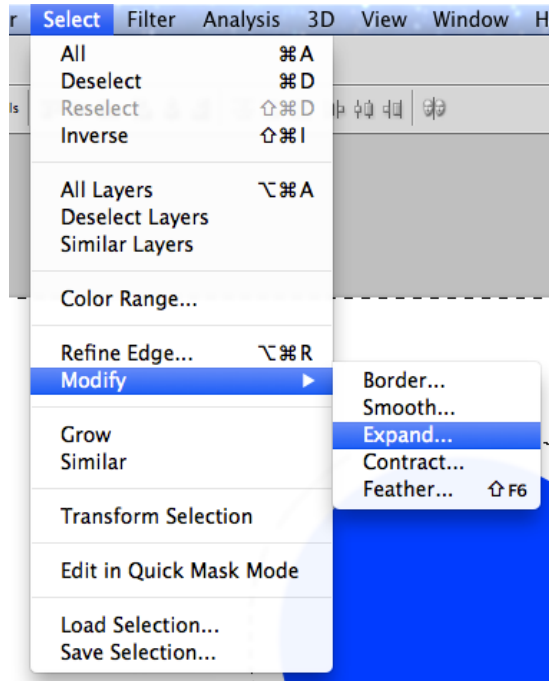 r Select Filter Analysis 3D View Window H
All ⌘A
Deselect ⌘D
ls
Reselect ⇧⌘D
Inverse ⇧⌘I
All Layers ⌥⌘A
Deselect Layers
Similar Layers
Color Range...
Refine Edge... ⌥⌘R
Modify ▶
Border...
Smooth...
Expand...
Contract...
Feather... ⇧F6
Grow
Similar
Transform Selection
Edit in Quick Mask Mode
Load Selection...
Save Selection...